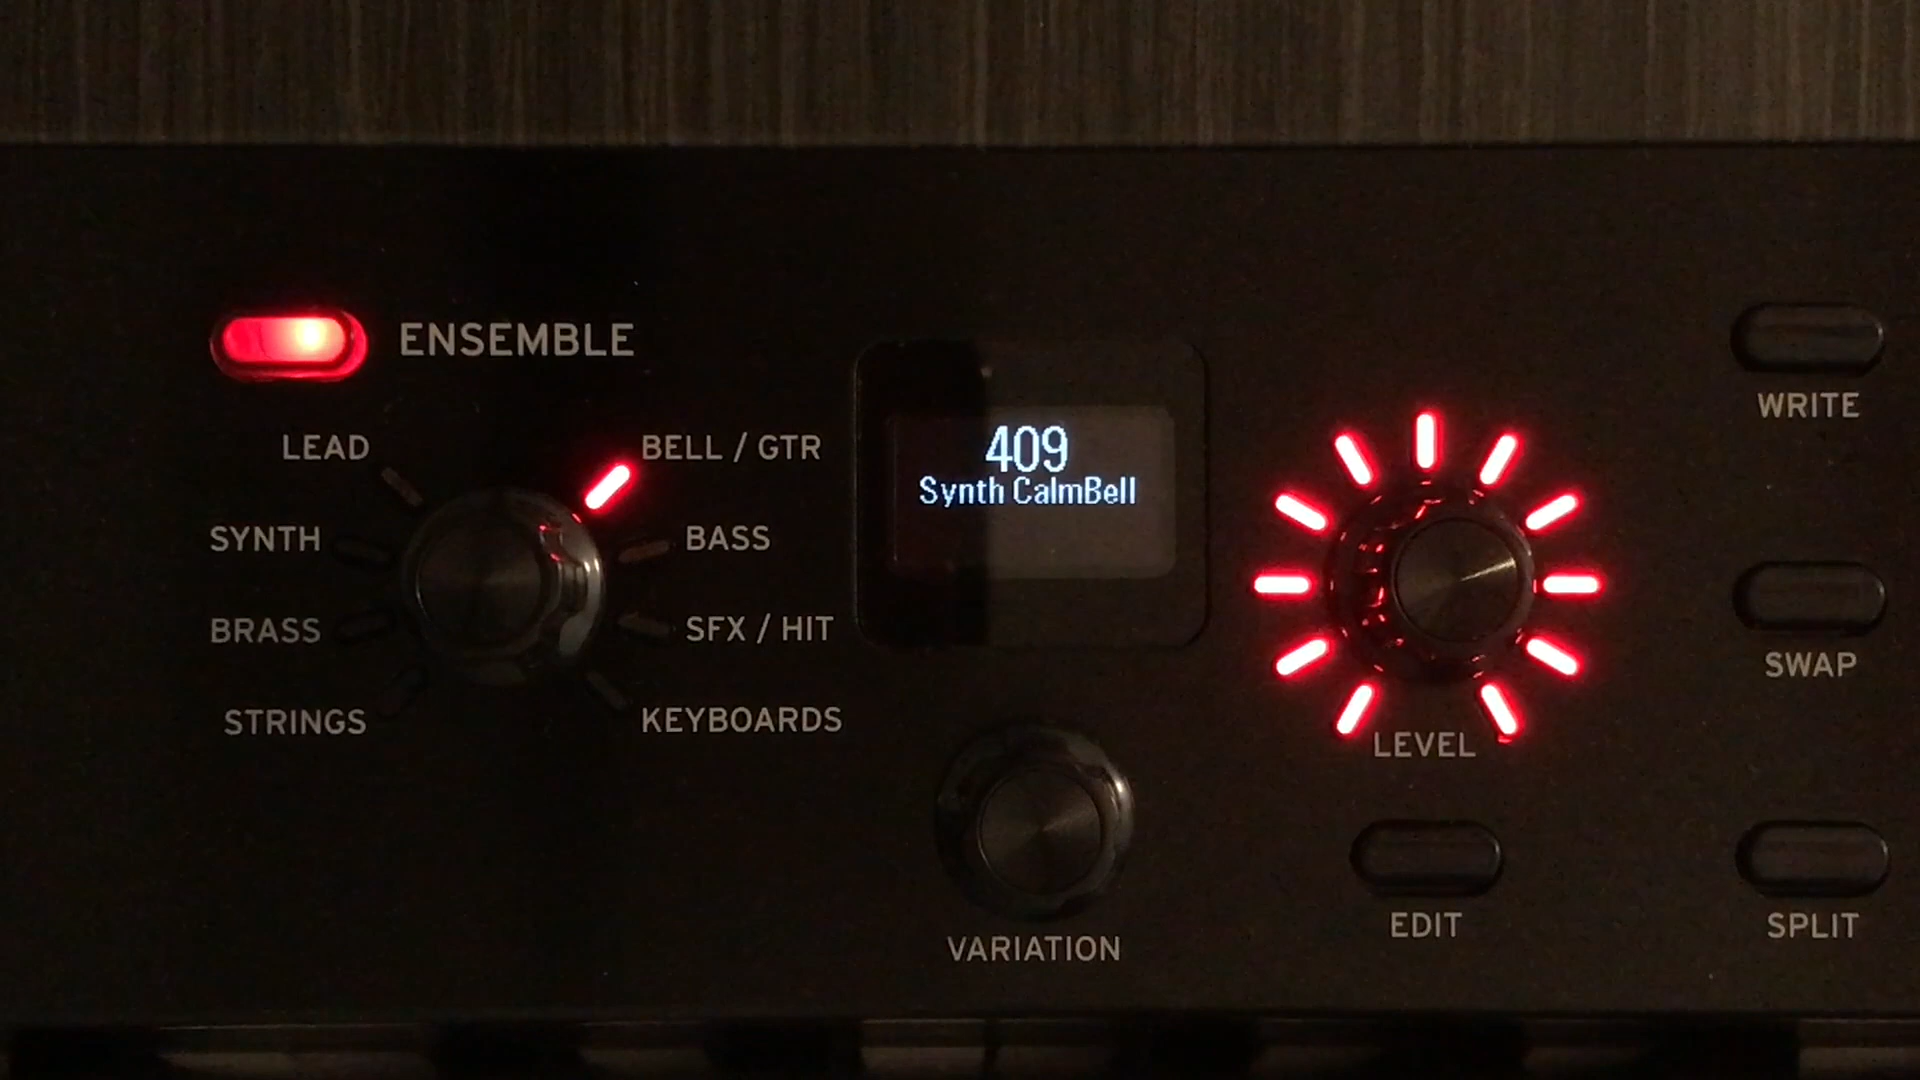 ENSEMBLE
LEAD
BELL / GTR
SYNTH
BASS
BRASS
SFX / HIT
STRINGS
KEYBOARDS
409
Synth CalmBell
VARIATION
LEVEL
EDIT
WRITE
SWAP
SPLIT